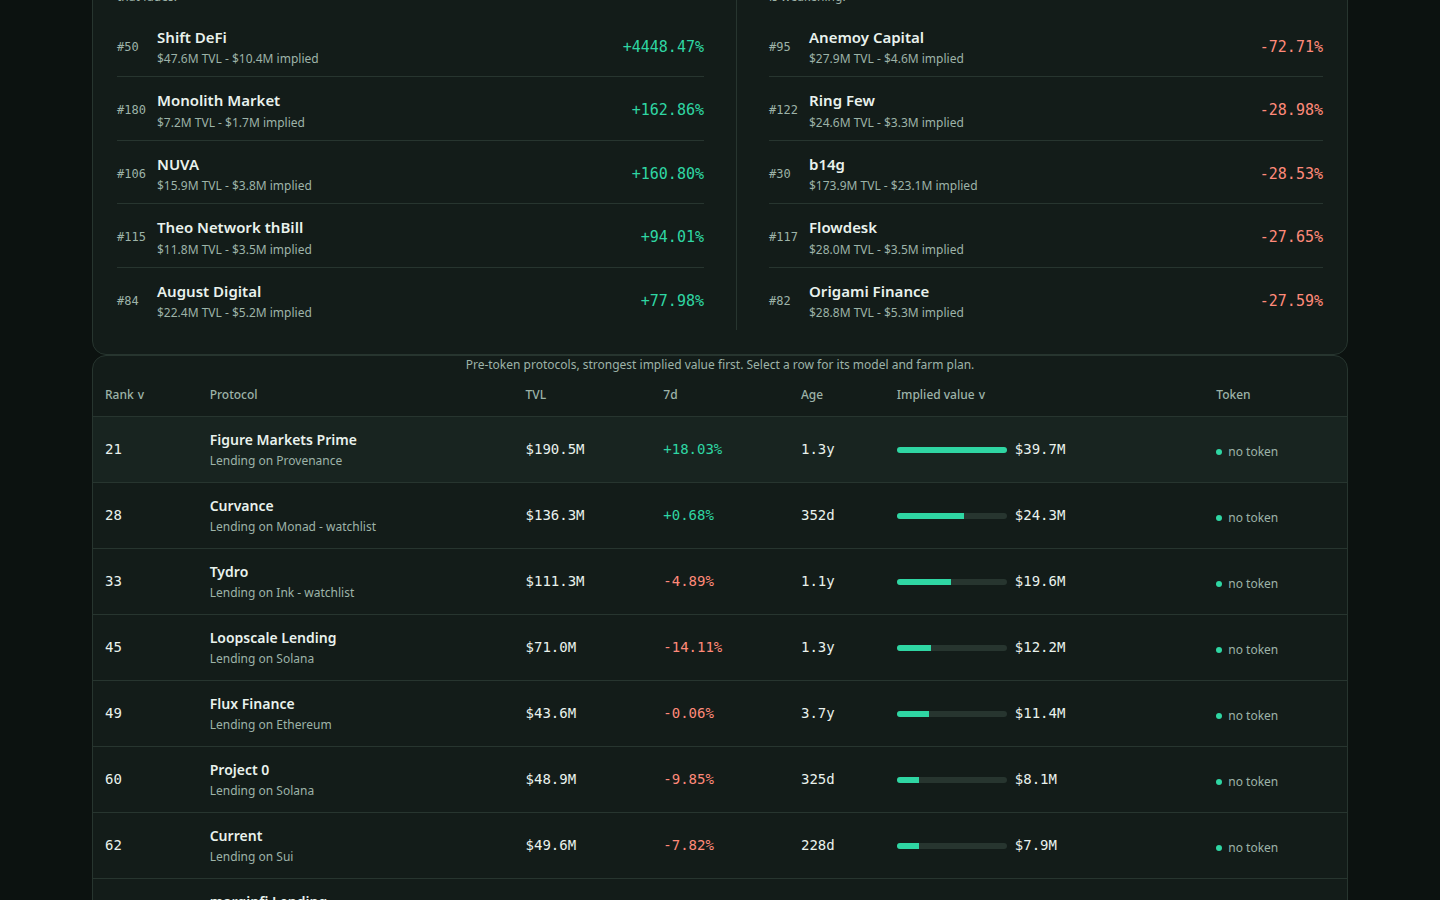 #50 Shift DeFi +4448.47%
$47.6M TVL - $10.4M implied
#180 Monolith Market +162.86%
$7.2M TVL - $1.7M implied
#106 NUVA +160.80%
$15.9M TVL - $3.8M implied
#115 Theo Network thBill +94.01%
$11.8M TVL - $3.5M implied
#84 August Digital +77.98%
$22.4M TVL - $5.2M implied
#95 Anemoy Capital -72.71%
$27.9M TVL - $4.6M implied
#122 Ring Few -28.98%
$24.6M TVL - $3.3M implied
#30 b14g -28.53%
$173.9M TVL - $23.1M implied
#117 Flowdesk -27.65%
$28.0M TVL - $3.5M implied
#82 Origami Finance -27.59%
$28.8M TVL - $5.3M implied
Pre-token protocols, strongest implied value first. Select a row for its model and farm plan.
Rank v Protocol TVL 7d Age Implied value v Token
21 Figure Markets Prime $190.5M +18.03% 1.3y $39.7M no token
Lending on Provenance
28 Curvance $136.3M +0.68% 352d $24.3M no token
Lending on Monad - watchlist
33 Tydro $111.3M -4.89% 1.1y $19.6M no token
Lending on Ink - watchlist
45 Loopscale Lending $71.0M -14.11% 1.3y $12.2M no token
Lending on Solana
49 Flux Finance $43.6M -0.06% 3.7y $11.4M no token
Lending on Ethereum
60 Project 0 $48.9M -9.85% 325d $8.1M no token
Lending on Solana
62 Current $49.6M -7.82% 228d $7.9M no token
Lending on Sui